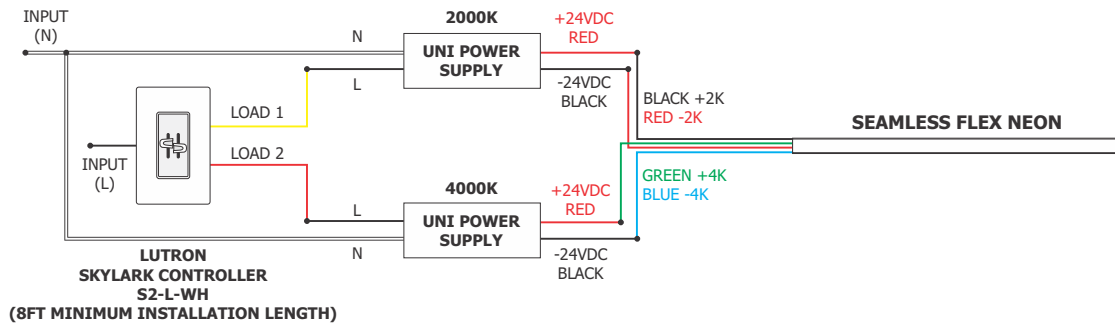 INPUT
(N)
N
2000K
UNI POWER
SUPPLY
+24VDC
RED
L
-24VDC
BLACK
LOAD 1
LOAD 2
INPUT
(L)
BLACK +2K
RED -2K
SEAMLESS FLEX NEON
GREEN +4K
BLUE -4K
4000K
L
UNI POWER
SUPPLY
+24VDC
RED
N
-24VDC
BLACK
LUTRON
SKYLARK CONTROLLER
S2-L-WH
(8FT MINIMUM INSTALLATION LENGTH)